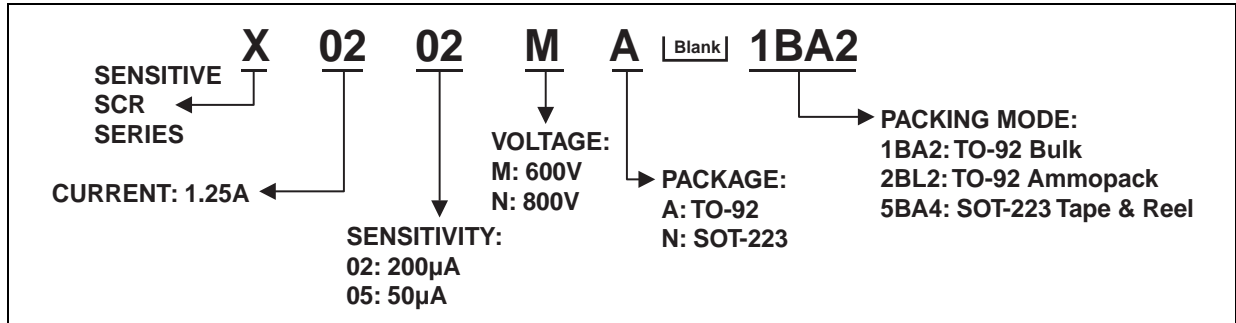 X 02 02 M A Blank 1BA2
SENSITIVE
SCR
SERIES
CURRENT: 1.25A
SENSITIVITY:
02: 200µA
05: 50µA
VOLTAGE:
M: 600V
N: 800V
PACKAGE:
A: TO-92
N: SOT-223
PACKING MODE:
1BA2: TO-92 Bulk
2BL2: TO-92 Ammopack
5BA4: SOT-223 Tape & Reel